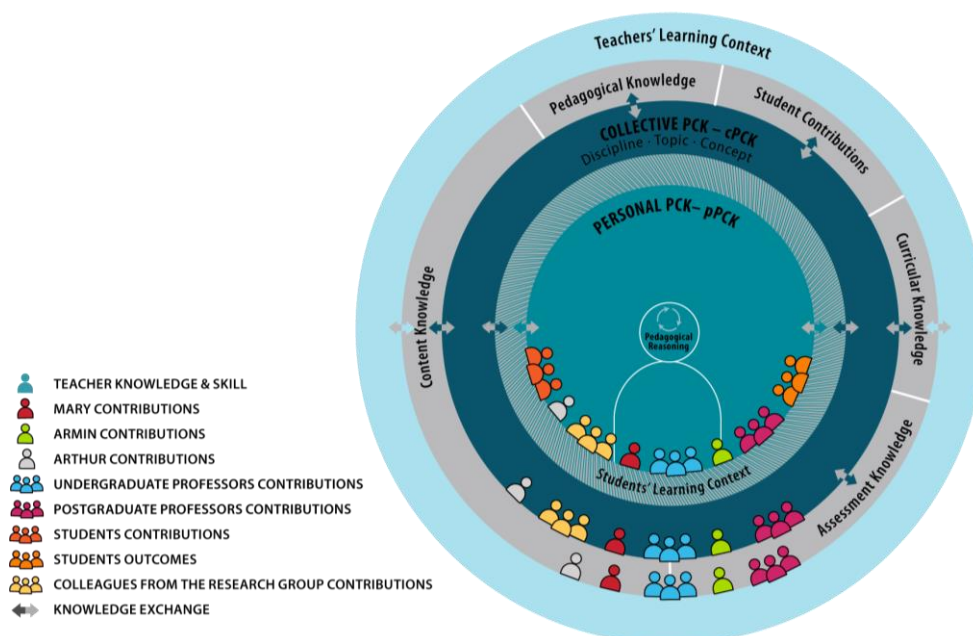 Teachers' Learning Context
Pedagogical Knowledge
Student Contributions
COLLECTIVE PCK – cPCK
Discipline · Topic · Concept
PERSONAL PCK– pPCK
Content Knowledge
Curricular Knowledge
Pedagogical
Reasoning
Students' Learning Context
Assessment Knowledge
TEACHER KNOWLEDGE & SKILL
MARY CONTRIBUTIONS
ARMIN CONTRIBUTIONS
ARTHUR CONTRIBUTIONS
UNDERGRADUATE PROFESSORS CONTRIBUTIONS
POSTGRADUATE PROFESSORS CONTRIBUTIONS
STUDENTS CONTRIBUTIONS
STUDENTS OUTCOMES
COLLEAGUES FROM THE RESEARCH GROUP CONTRIBUTIONS
KNOWLEDGE EXCHANGE